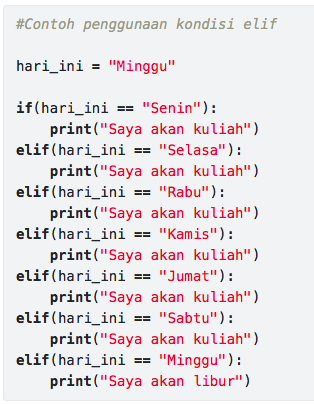 #Contoh penggunaan kondisi elif
hari_ini = "Minggu"
if(hari_ini == "Senin"):
    print("Saya akan kuliah")
elif(hari_ini == "Selasa"):
    print("Saya akan kuliah")
elif(hari_ini == "Rabu"):
    print("Saya akan kuliah")
elif(hari_ini == "Kamis"):
    print("Saya akan kuliah")
elif(hari_ini == "Jumat"):
    print("Saya akan kuliah")
elif(hari_ini == "Sabtu"):
    print("Saya akan kuliah")
elif(hari_ini == "Minggu"):
    print("Saya akan libur")